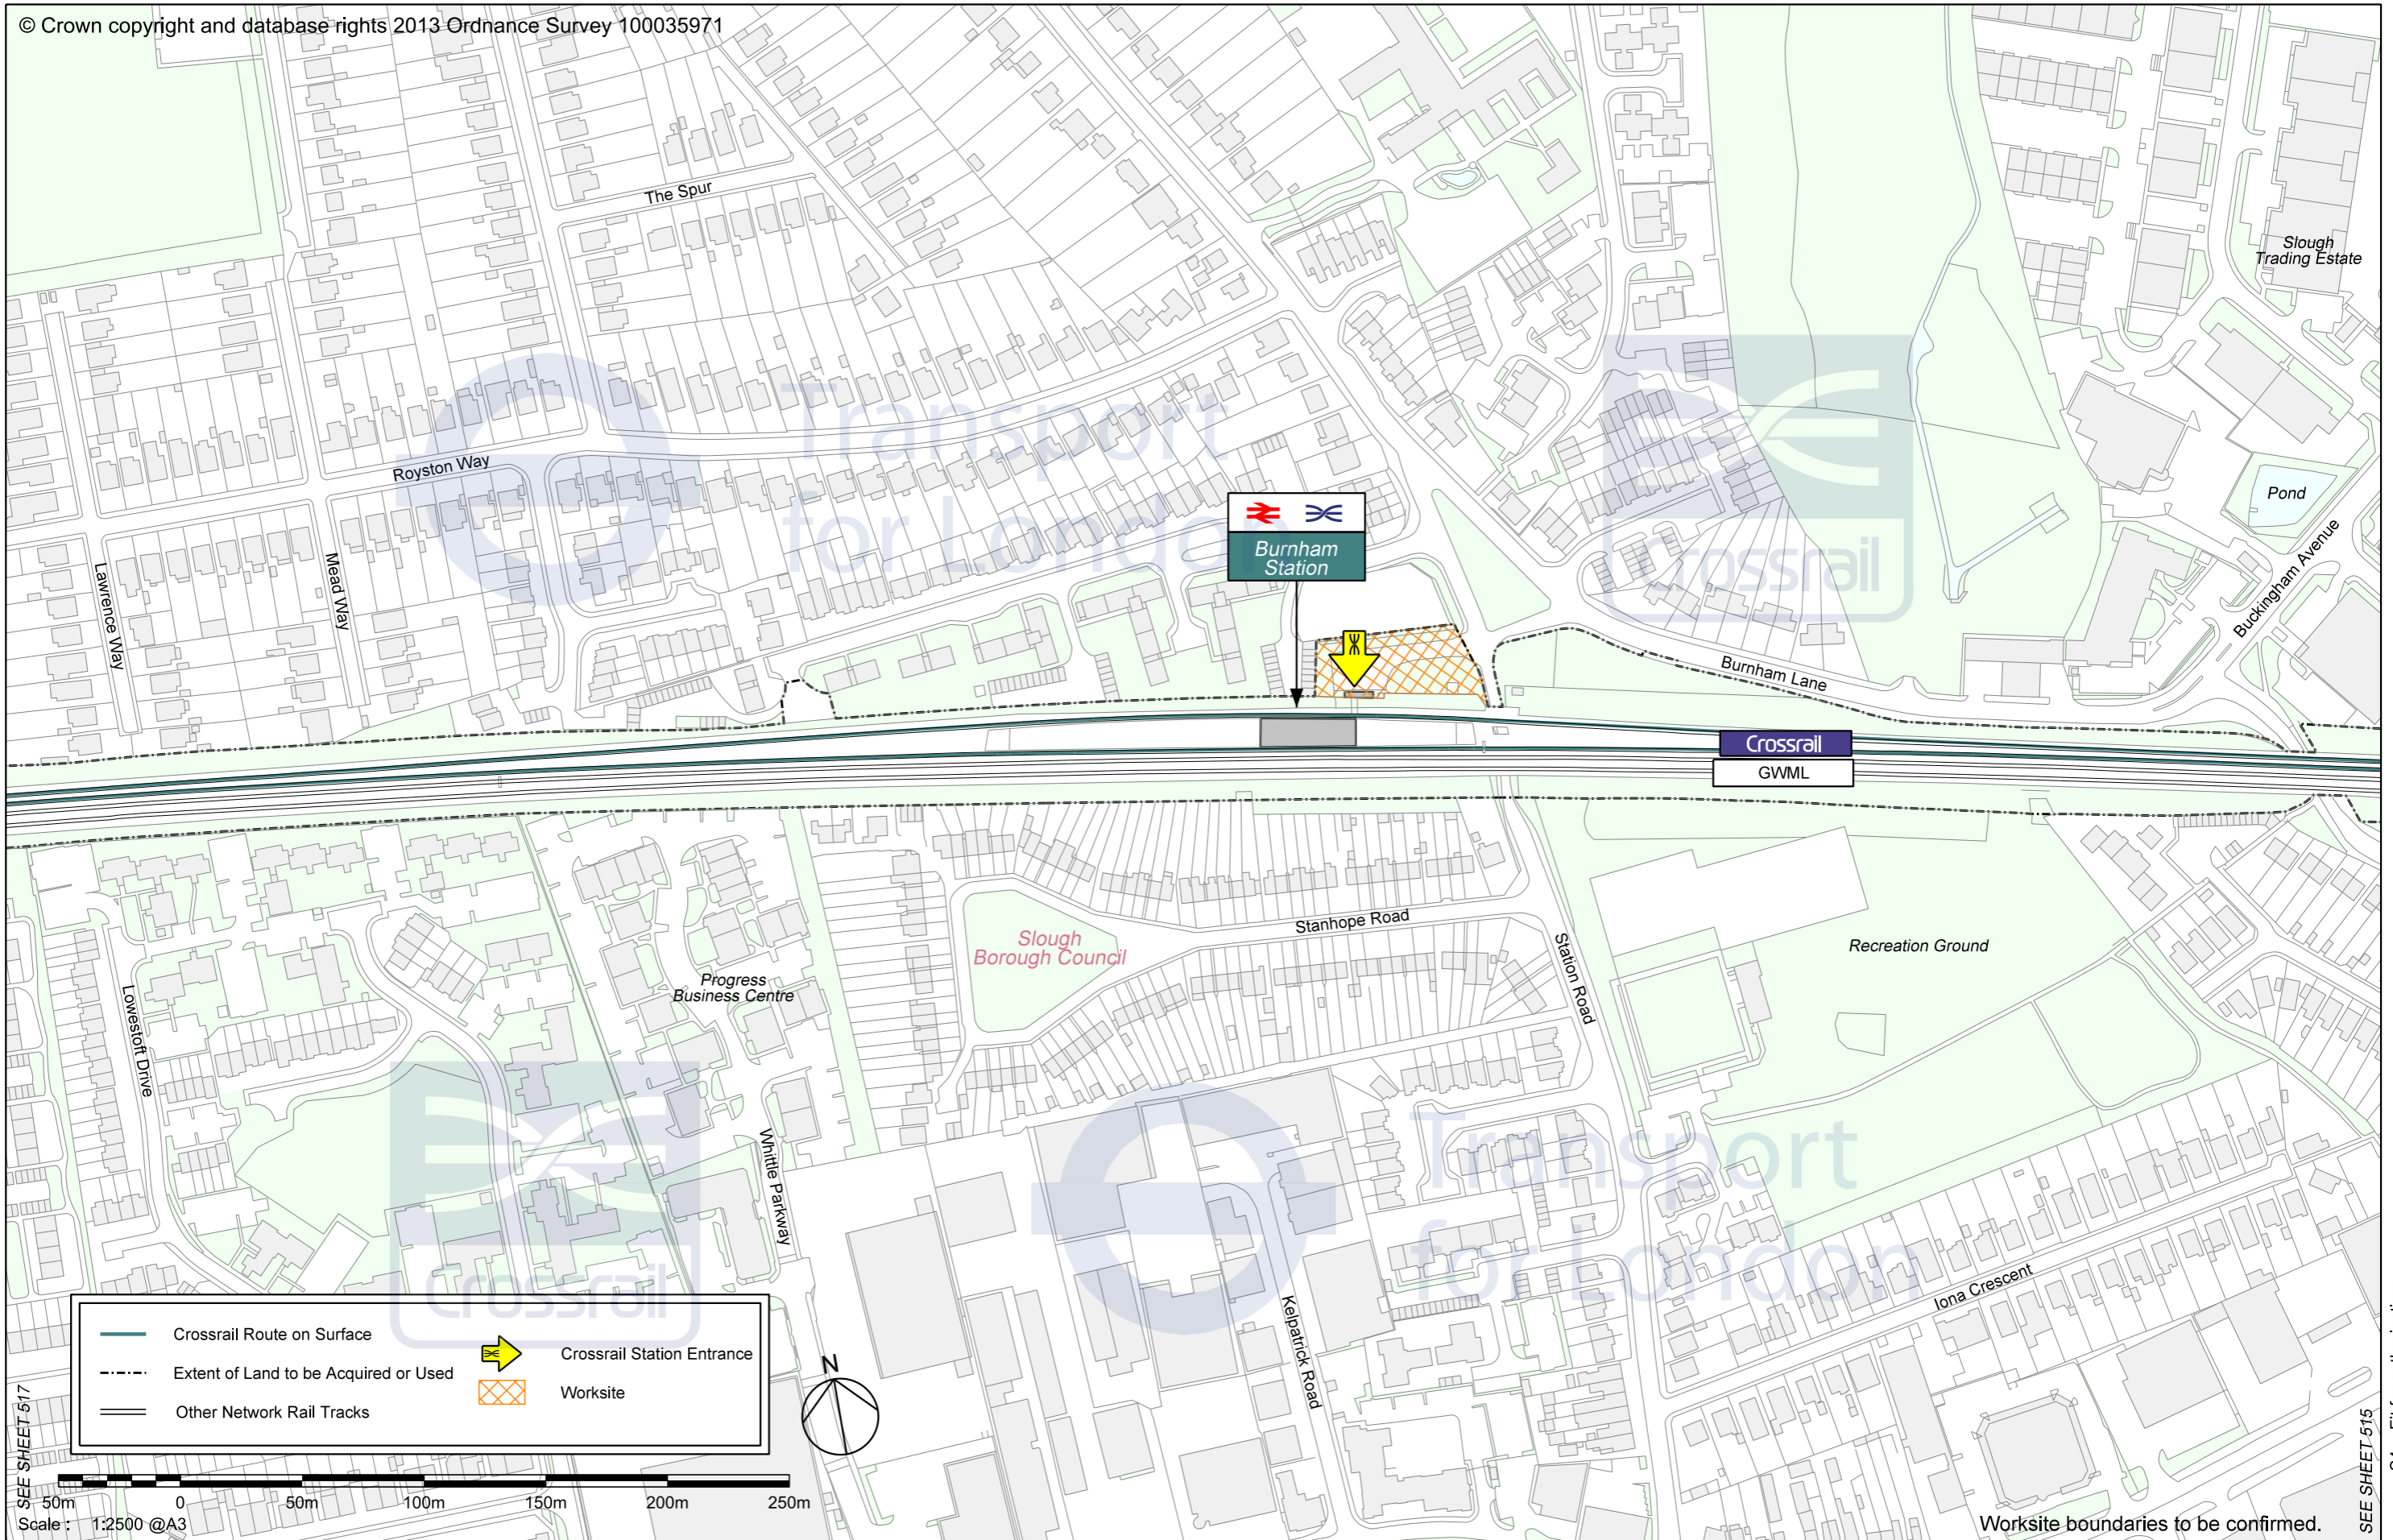 © Crown copyright and database rights 2013 Ordnance Survey 100035971
The Spur
Slough
Trading Estate
Transport
for London
Royston Way
Pond
Burnham
Station
Crossrail
Buckingham Avenue
Mead Way
Lawrence Way
Burnham Lane
Crossrail
GWML
Stanhope Road
Slough
Borough Council
Station Road
Recreation Ground
Progress
Business Centre
Lowestoft Drive
Whittle Parkway
Transport
for London
Crossrail
Iona Crescent
Kelpatrick Road
Crossrail Route on Surface
Crossrail Station Entrance
Extent of Land to be Acquired or Used
Worksite
Other Network Rail Tracks
N
SEE SHEET 517
50m 0 50m 100m 150m 200m 250m
Scale : 1:2500 @A3
SEE SHEET 515
Worksite boundaries to be confirmed.